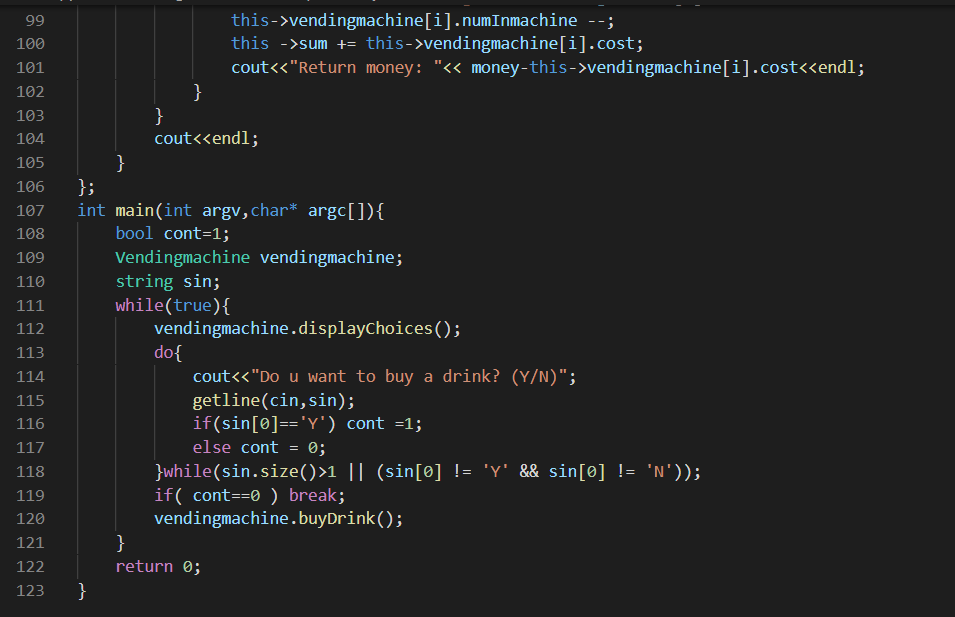 99 this->vendingmachine[i].numInmachine --;
100 this ->sum += this->vendingmachine[i].cost;
101 cout<<"Return money: "<< money-this->vendingmachine[i].cost<<endl;
102 }
103 }
104 cout<<endl;
105 }
106 };
107 int main(int argv,char* argc[]){
108 bool cont=1;
109 Vendingmachine vendingmachine;
110 string sin;
111 while(true){
112 vendingmachine.displayChoices();
113 do{
114 cout<<"Do u want to buy a drink? (Y/N)";
115 getline(cin,sin);
116 if(sin[0]=='Y') cont =1;
117 else cont = 0;
118 }while(sin.size()>1 || (sin[0] != 'Y' && sin[0] != 'N'));
119 if( cont==0 ) break;
120 vendingmachine.buyDrink();
121 }
122 return 0;
123 }